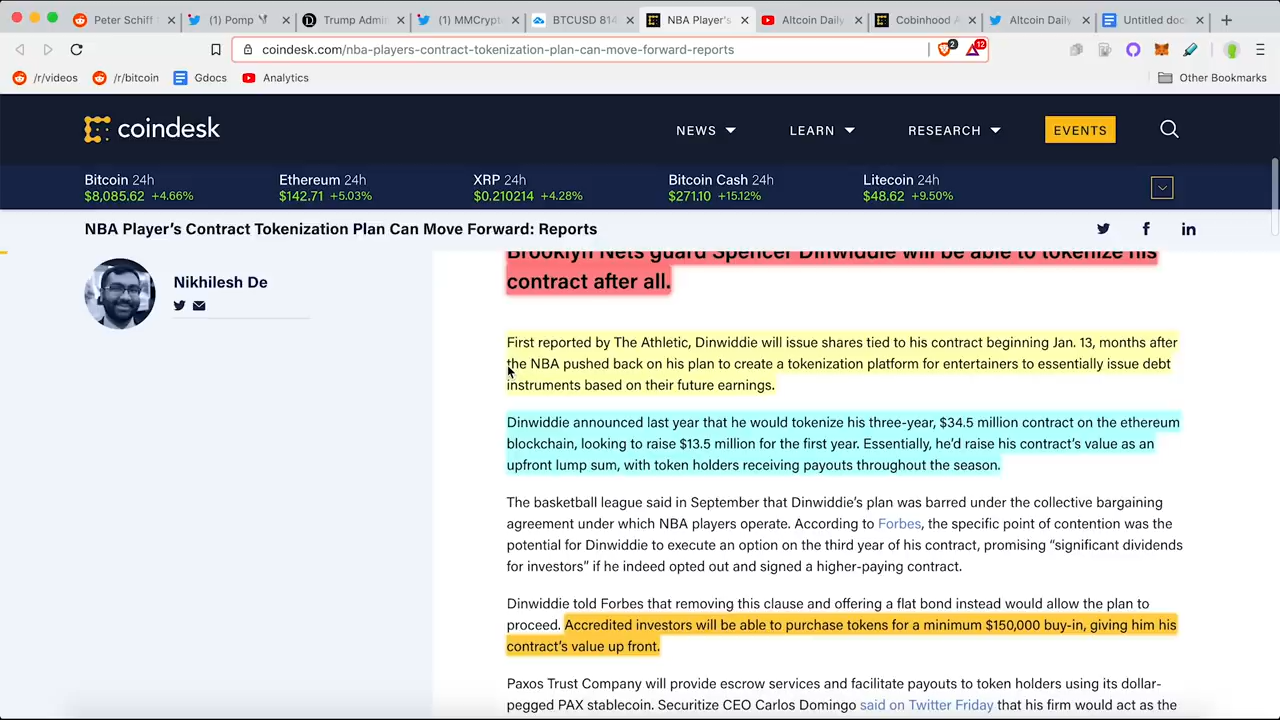 Peter Schiff
(1) Pomp
Trump Admin
(1) MMCrypt
BTCUSD 814
NBA Player's
Altcoin Daily
Cobinhood A
Altcoin Daily
Untitled doc
coindesk.com/nba-players-contract-tokenization-plan-can-move-forward-reports
2
12
/r/videos
/r/bitcoin
Gdocs
Analytics
Other Bookmarks
coindesk
NEWS
LEARN
RESEARCH
EVENTS
Bitcoin 24h
$8,085.62 +4.66%
Ethereum 24h
$142.71 +5.03%
XRP 24h
$0.210214 +4.28%
Bitcoin Cash 24h
$271.10 +15.12%
Litecoin 24h
$48.62 +9.50%
NBA Player's Contract Tokenization Plan Can Move Forward: Reports
Nikhilesh De
Brooklyn Nets guard Spencer Dinwiddie will be able to tokenize his
contract after all.
First reported by The Athletic, Dinwiddie will issue shares tied to his contract beginning Jan. 13, months after
the NBA pushed back on his plan to create a tokenization platform for entertainers to essentially issue debt
instruments based on their future earnings.
Dinwiddie announced last year that he would tokenize his three-year, $34.5 million contract on the ethereum
blockchain, looking to raise $13.5 million for the first year. Essentially, he'd raise his contract's value as an
upfront lump sum, with token holders receiving payouts throughout the season.
The basketball league said in September that Dinwiddie's plan was barred under the collective bargaining
agreement under which NBA players operate. According to Forbes, the specific point of contention was the
potential for Dinwiddie to execute an option on the third year of his contract, promising "significant dividends
for investors" if he indeed opted out and signed a higher-paying contract.
Dinwiddie told Forbes that removing this clause and offering a flat bond instead would allow the plan to
proceed. Accredited investors will be able to purchase tokens for a minimum $150,000 buy-in, giving him his
contract's value up front.
Paxos Trust Company will provide escrow services and facilitate payouts to token holders using its dollar-
pegged PAX stablecoin. Securitize CEO Carlos Domingo said on Twitter Friday that his firm would act as the